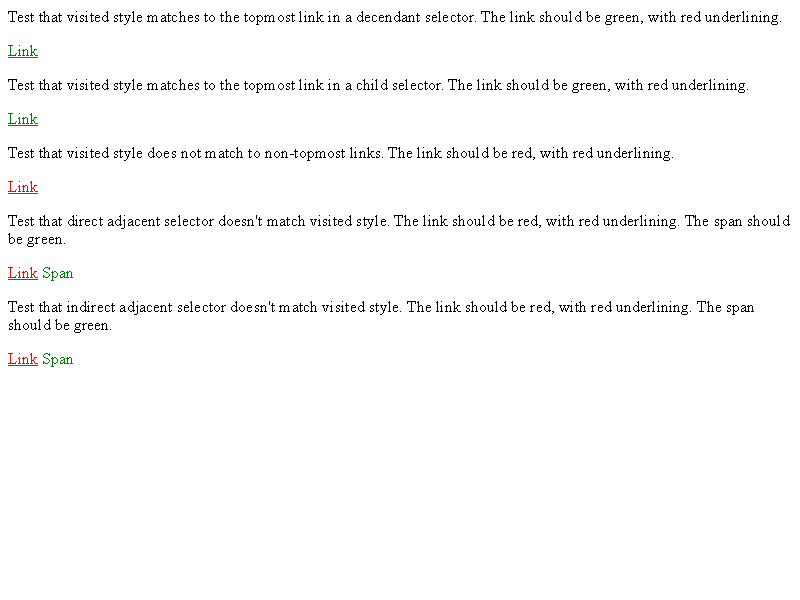 Test that visited style matches to the topmost link in a decendant selector. The link should be green, with red underlining.
Link
Test that visited style matches to the topmost link in a child selector. The link should be green, with red underlining.
Link
Test that visited style does not match to non-topmost links. The link should be red, with red underlining.
Link
Test that direct adjacent selector doesn't match visited style. The link should be red, with red underlining. The span should
be green.
Link Span
Test that indirect adjacent selector doesn't match visited style. The link should be red, with red underlining. The span
should be green.
Link Span